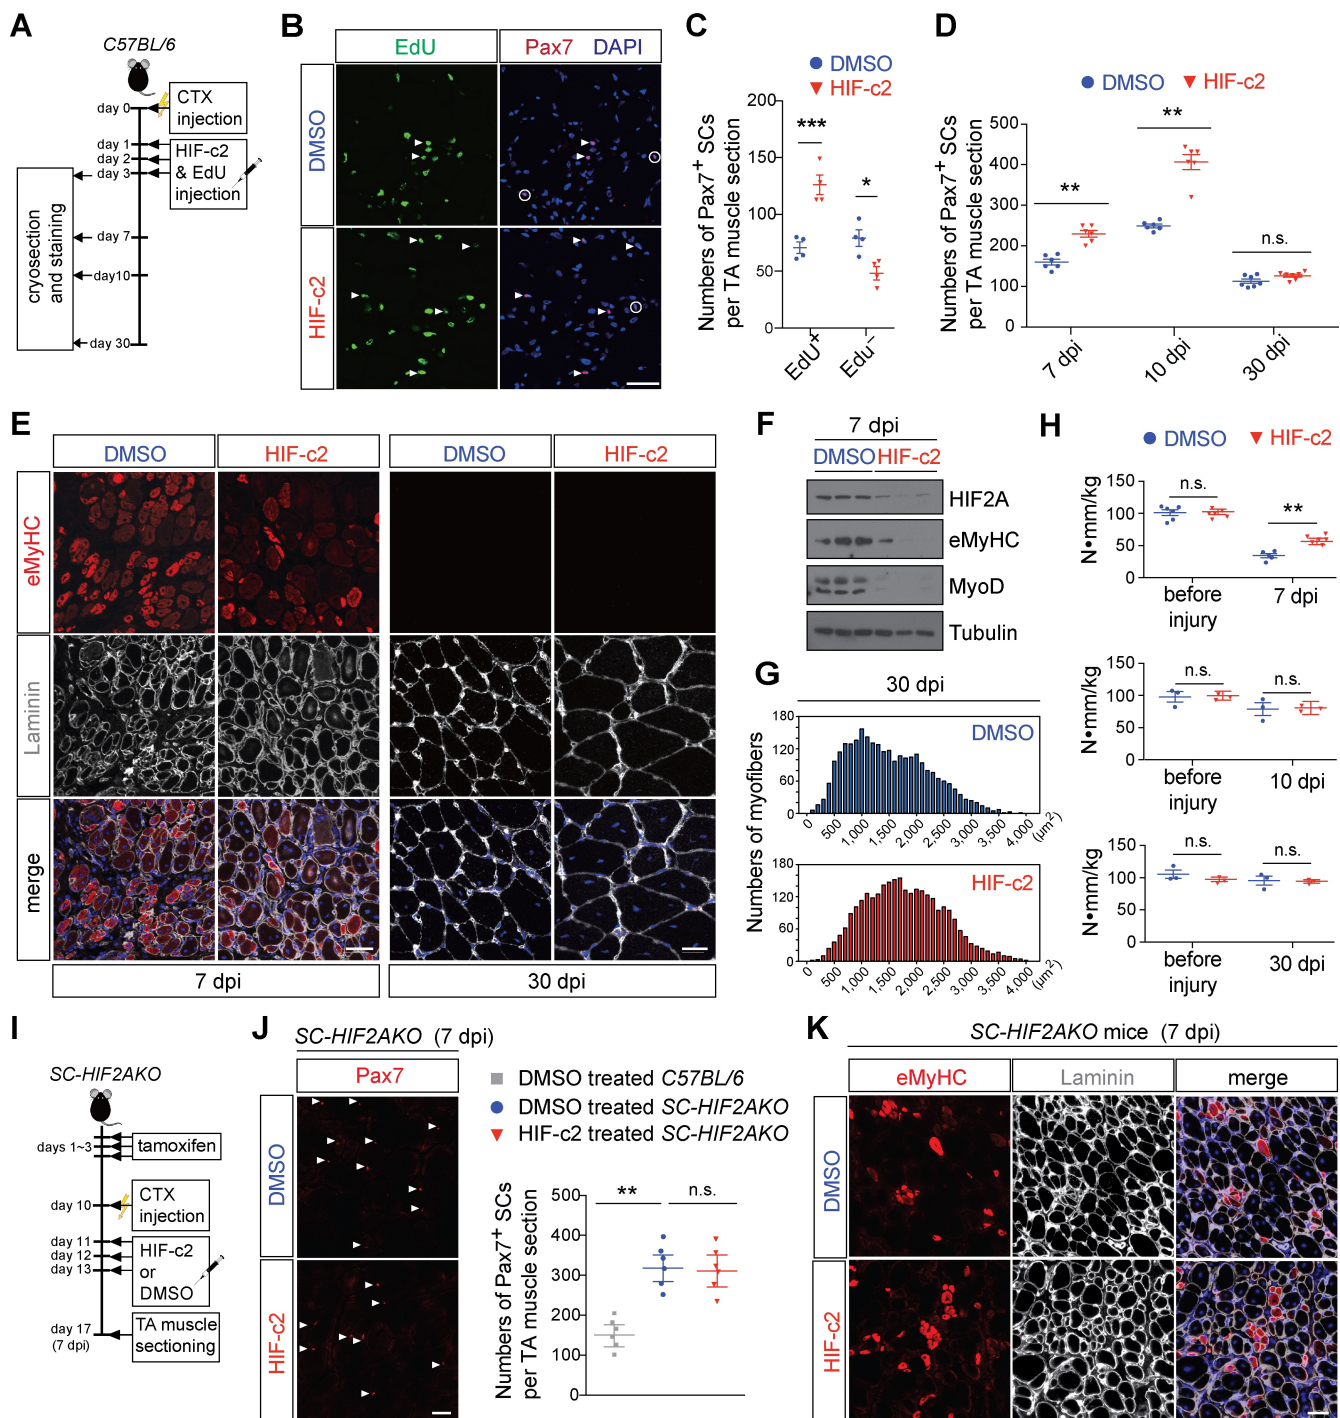 A
C57BL/6
day 0
CTX
injection
day 1
day 2
day 3
HIF-c2
& EdU
injection
day 7
day10
day 30
cryosection
and staining
B
EdU
Pax7 DAPI
DMSO
HIF-c2
C
DMSO
HIF-c2
Numbers of Pax7+ SCs
per TA muscle section
200
150
100
50
0
***
*
EdU+
Edu−
D
DMSO
HIF-c2
Numbers of Pax7+ SCs
per TA muscle section
500
400
300
200
100
0
**
**
n.s.
7 dpi
10 dpi
30 dpi
E
DMSO
HIF-c2
DMSO
HIF-c2
eMyHC
Laminin
merge
7 dpi
30 dpi
F
7 dpi
DMSO HIF-c2
HIF2A
eMyHC
MyoD
Tubulin
G
30 dpi
Numbers of myofibers
180
120
60
0
DMSO
0
500
1,000
1,500
2,000
2,500
3,000
3,500
4,000
(μm²)
180
120
60
0
HIF-c2
0
500
1,000
1,500
2,000
2,500
3,000
3,500
4,000
(μm²)
H
DMSO
HIF-c2
N•mm/kg
150
100
50
0
n.s.
**
before
injury
7 dpi
N•mm/kg
150
100
50
0
n.s.
n.s.
before
injury
10 dpi
N•mm/kg
150
100
50
0
n.s.
n.s.
before
injury
30 dpi
I
SC-HIF2AKO
days 1~3
tamoxifen
day 10
CTX
injection
day 11
day 12
day 13
HIF-c2
or
DMSO
day 17
(7 dpi)
TA muscle
sectioning
J
SC-HIF2AKO (7 dpi)
Pax7
DMSO
HIF-c2
DMSO treated C57BL/6
DMSO treated SC-HIF2AKO
HIF-c2 treated SC-HIF2AKO
Numbers of Pax7+ SCs
per TA muscle section
500
400
300
200
100
0
**
n.s.
K
SC-HIF2AKO mice (7 dpi)
eMyHC
Laminin
merge
DMSO
HIF-c2